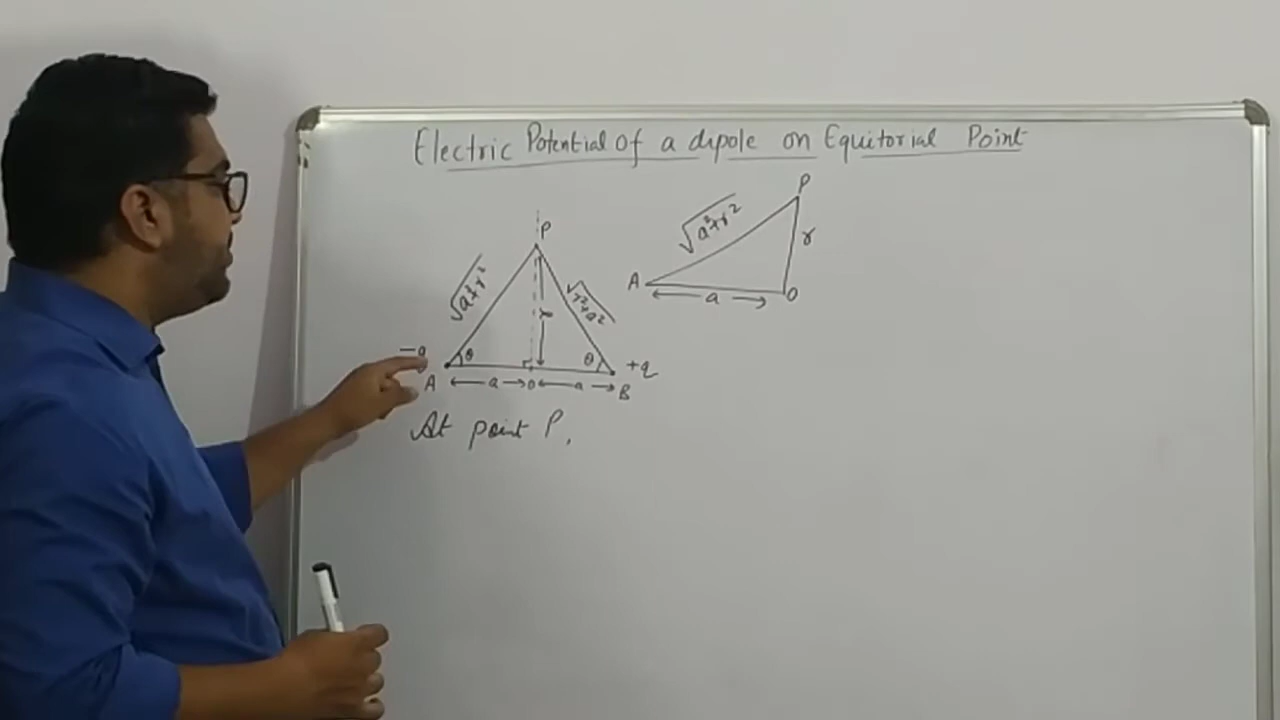 Electric Potential Of a dipole on Equitorial Point
P
√a²+r²
r
A
a
O
P
√a²+r²
√r²+a²
r
θ
θ
-q
+q
A
a
O
a
B
At point P,